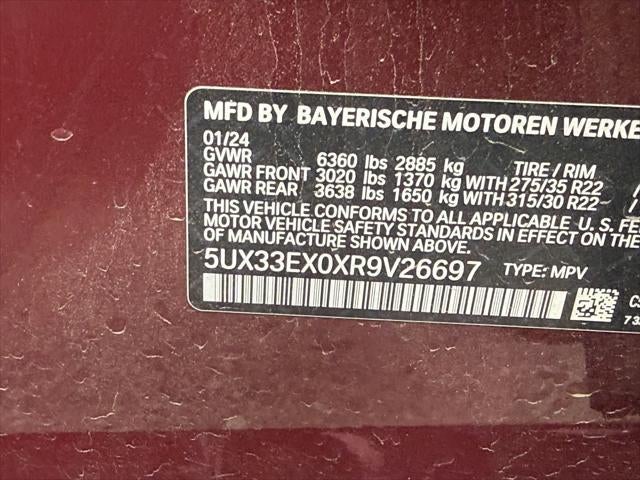 MFD BY BAYERISCHE MOTOREN WERKE
01/24
GVWR 6360 lbs 2885 kg TIRE / RIM
GAWR FRONT 3020 lbs 1370 kg WITH 275/35 R22
GAWR REAR 3638 lbs 1650 kg WITH 315/30 R22
THIS VEHICLE CONFORMS TO ALL APPLICABLE U. S. FE
MOTOR VEHICLE SAFETY STANDARDS IN EFFECT ON THE
OF MANUFACTURE.
5UX33EX0XR9V26697 TYPE: MPV